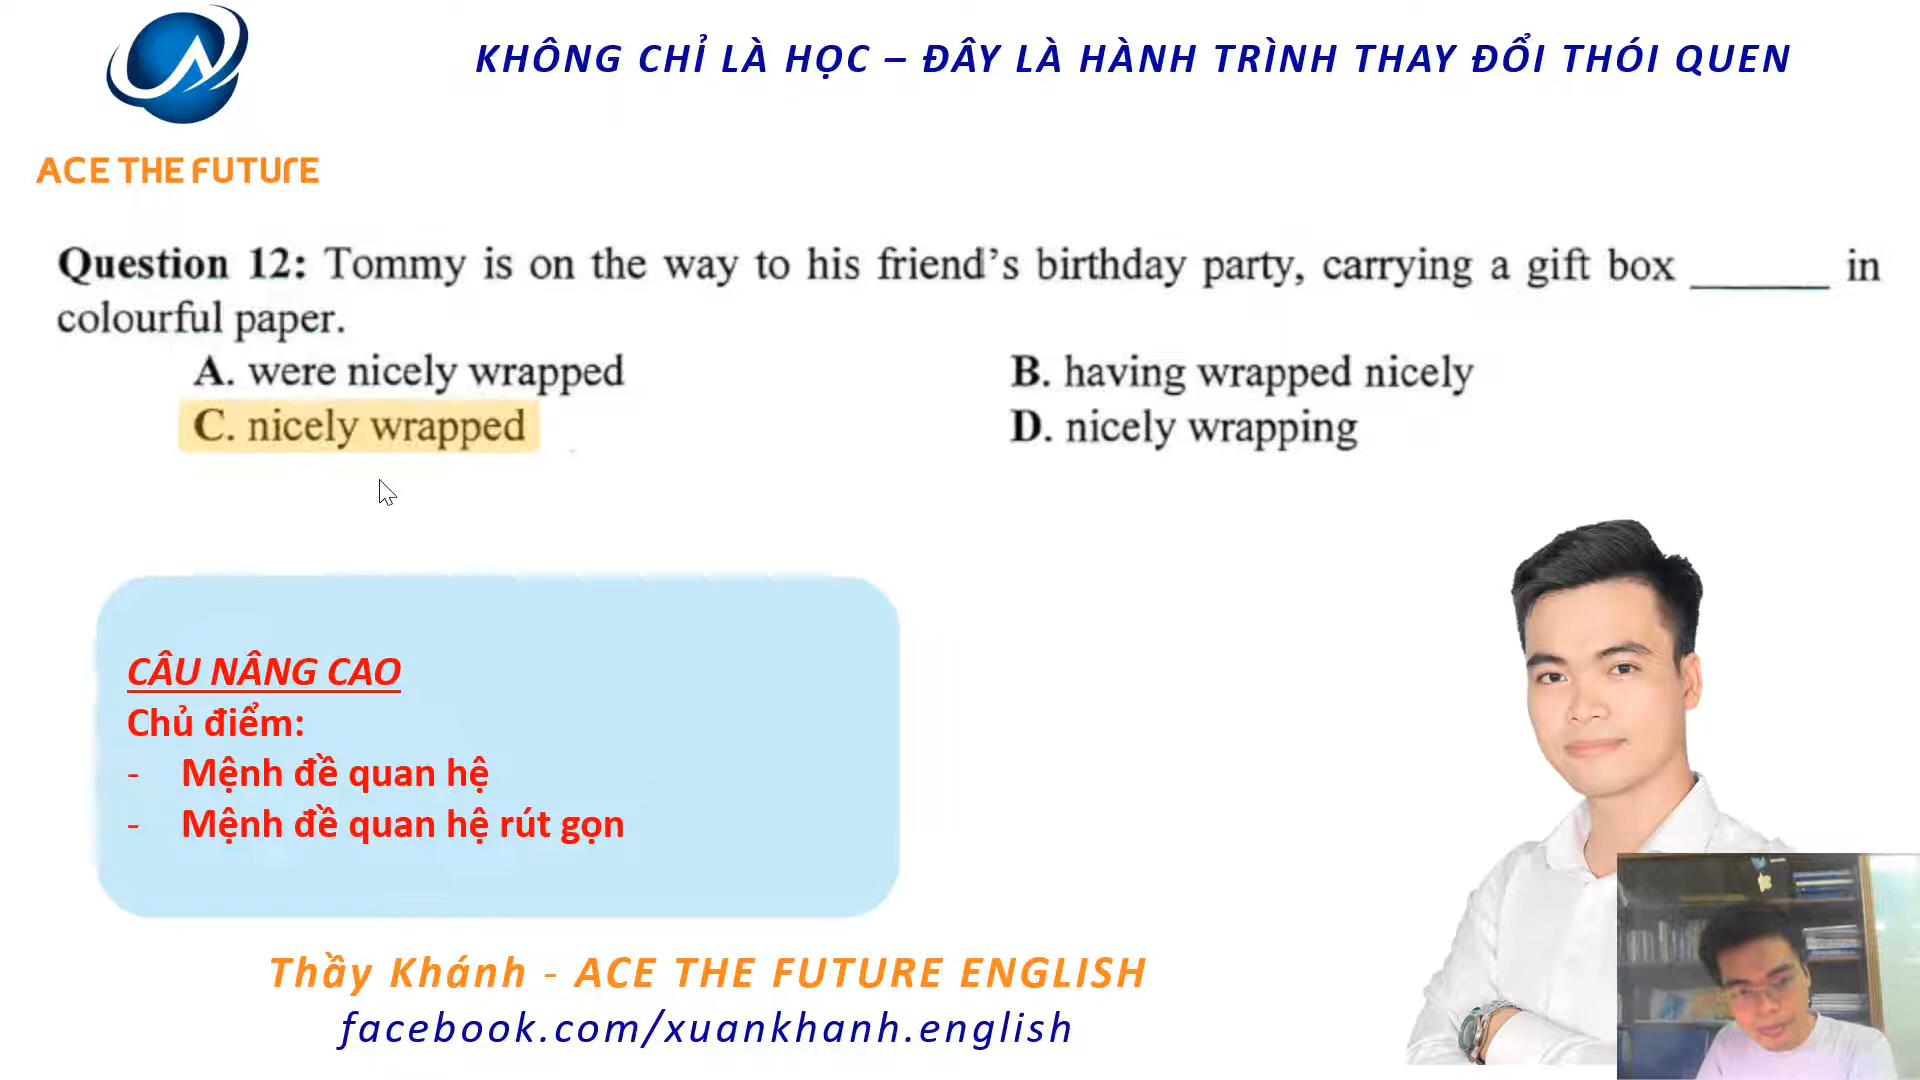 KHÔNG CHỈ LÀ HỌC – ĐÂY LÀ HÀNH TRÌNH THAY ĐỔI THÓI QUEN
ACE THE FUTURE
Question 12: Tommy is on the way to his friend's birthday party, carrying a gift box ______ in
colourful paper.
A. were nicely wrapped
B. having wrapped nicely
C. nicely wrapped
D. nicely wrapping
CÂU NÂNG CAO
Chủ điểm:
- Mệnh đề quan hệ
- Mệnh đề quan hệ rút gọn
Thầy Khánh - ACE THE FUTURE ENGLISH
facebook.com/xuankhanh.english